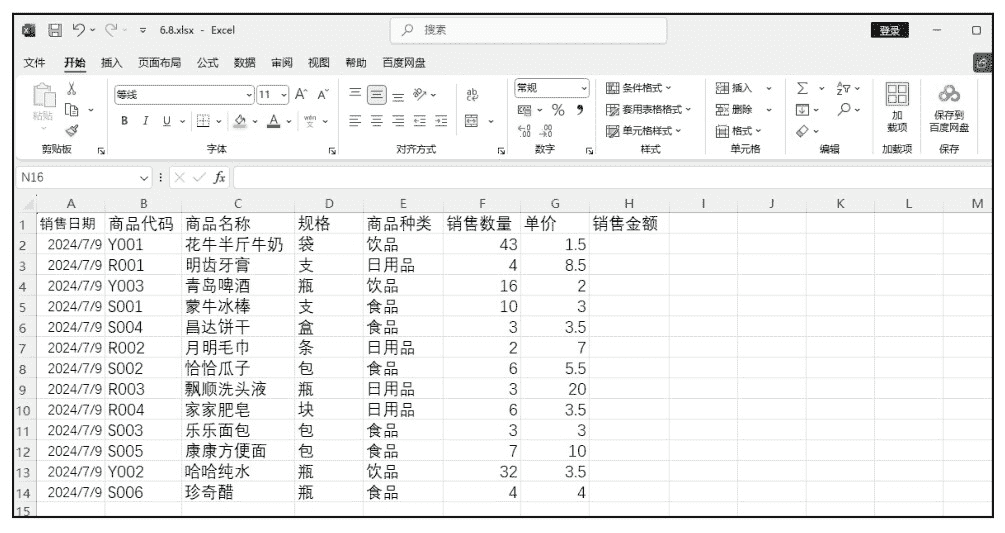 6.8.xlsx - Excel
搜索
登录
文件 开始 插入 页面布局 公式 数据 审阅 视图 帮助 百度网盘
粘贴
剪贴板
等线 11
B I U A
字体
ab
对齐方式
常规
%
数字
条件格式
套用表格格式
单元格样式
样式
插入
删除
格式
单元格
编辑
加载项
加载项
保存到
百度网盘
保存
N16 fx
A B C D E F G H I J K L M
1 销售日期 商品代码 商品名称 规格 商品种类 销售数量 单价 销售金额
2 2024/7/9 Y001 花牛半斤牛奶 袋 饮品 43 1.5
3 2024/7/9 R001 明齿牙膏 支 日用品 4 8.5
4 2024/7/9 Y003 青岛啤酒 瓶 饮品 16 2
5 2024/7/9 S001 蒙牛冰棒 支 食品 10 3
6 2024/7/9 S004 昌达饼干 盒 食品 3 3.5
7 2024/7/9 R002 月明毛巾 条 日用品 2 7
8 2024/7/9 S002 恰恰瓜子 包 食品 6 5.5
9 2024/7/9 R003 飘顺洗头液 瓶 日用品 3 20
10 2024/7/9 R004 家家肥皂 块 日用品 6 3.5
11 2024/7/9 S003 乐乐面包 包 食品 3 3
12 2024/7/9 S005 康康方便面 包 食品 7 10
13 2024/7/9 Y002 哈哈纯水 瓶 饮品 32 3.5
14 2024/7/9 S006 珍奇醋 瓶 食品 4 4
15